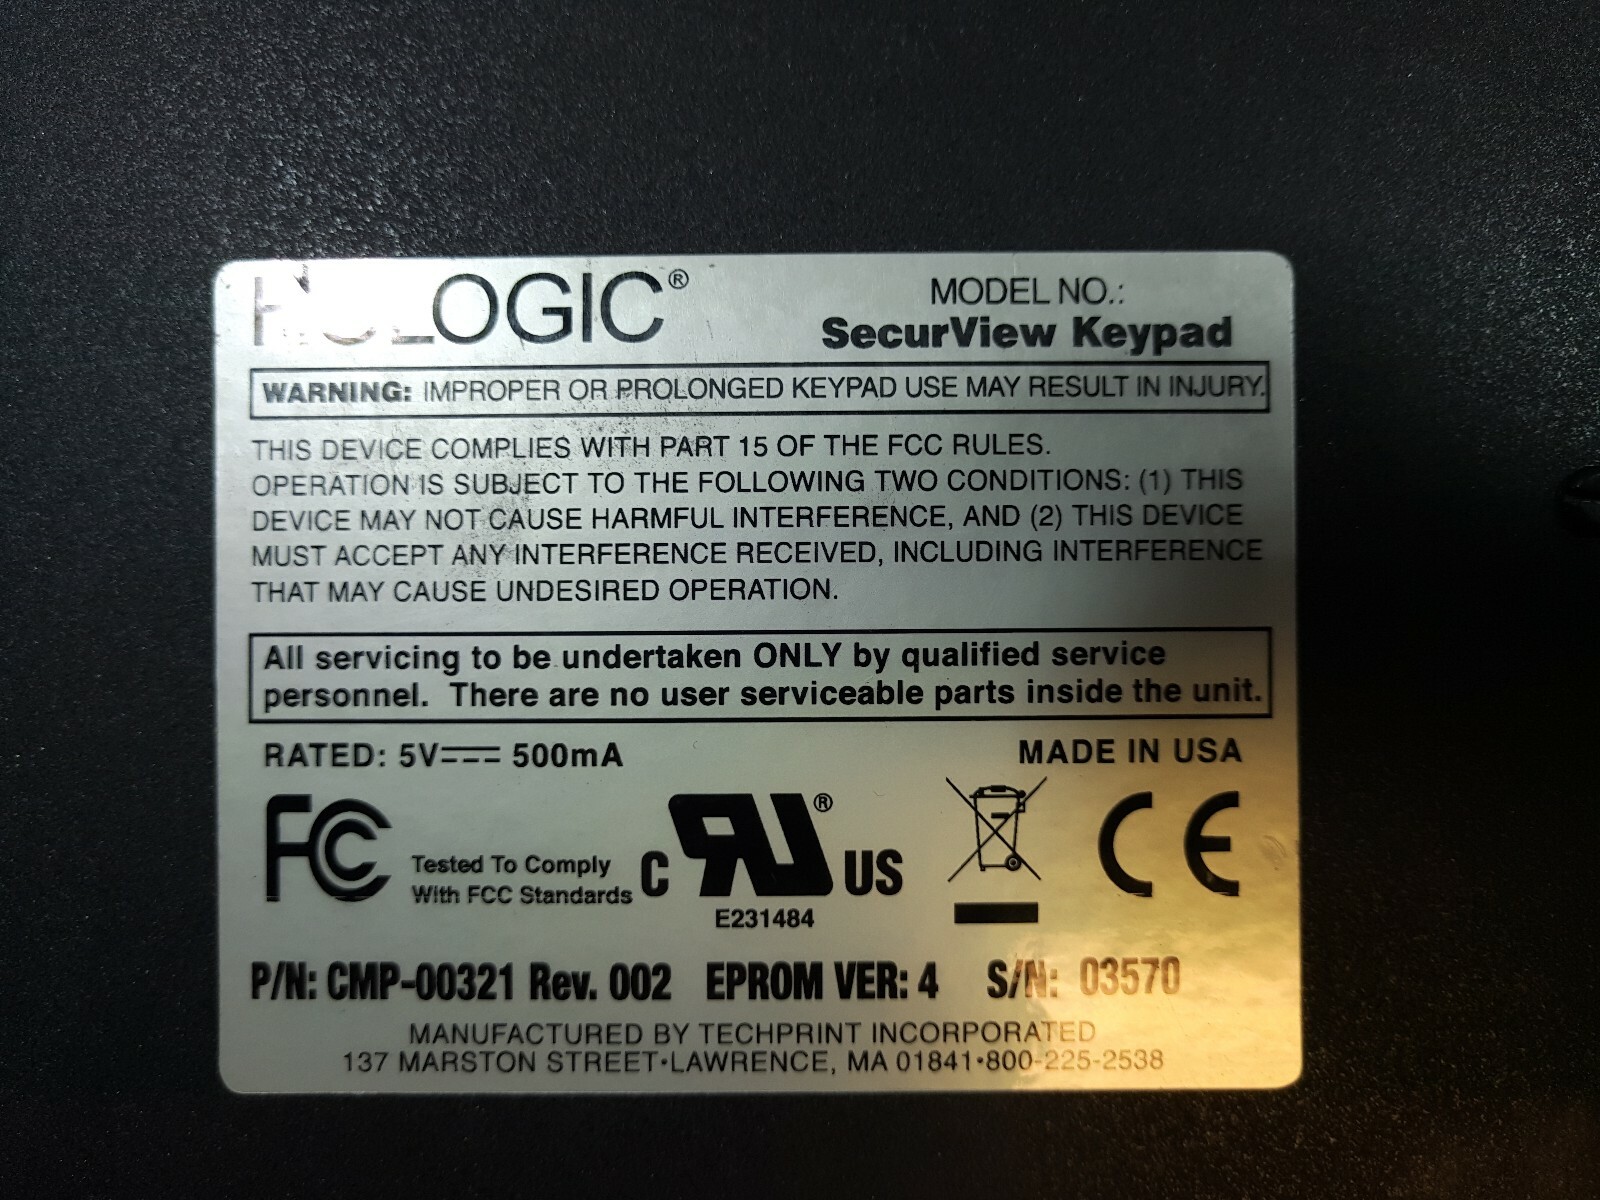 HOLOGIC®
MODEL NO.:
SecurView Keypad
WARNING: IMPROPER OR PROLONGED KEYPAD USE MAY RESULT IN INJURY.
THIS DEVICE COMPLIES WITH PART 15 OF THE FCC RULES.
OPERATION IS SUBJECT TO THE FOLLOWING TWO CONDITIONS: (1) THIS
DEVICE MAY NOT CAUSE HARMFUL INTERFERENCE, AND (2) THIS DEVICE
MUST ACCEPT ANY INTERFERENCE RECEIVED, INCLUDING INTERFERENCE
THAT MAY CAUSE UNDESIRED OPERATION.
All servicing to be undertaken ONLY by qualified service
personnel. There are no user serviceable parts inside the unit.
RATED: 5V⎓ 500mA
MADE IN USA
FC
Tested To Comply
With FCC Standards
C RU® US
E231484
CE
P/N: CMP-00321 Rev. 002 EPROM VER: 4 S/N: 03570
MANUFACTURED BY TECHPRINT INCORPORATED
137 MARSTON STREET•LAWRENCE, MA 01841•800-225-2538